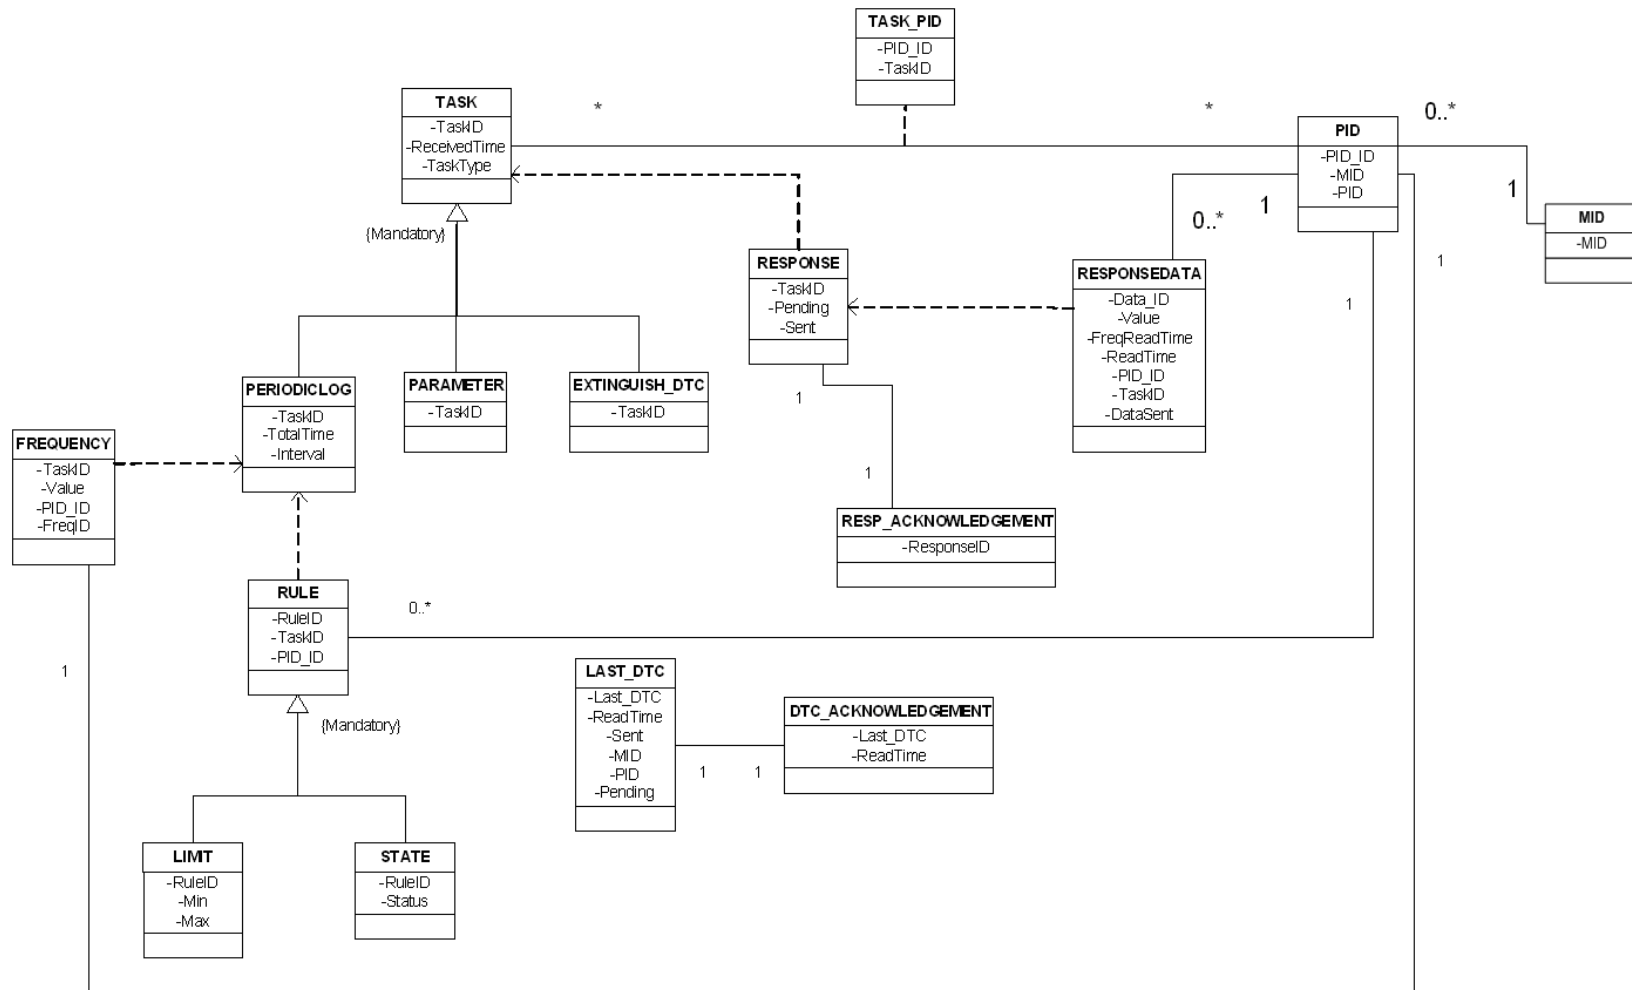 TASK_PID
-PID_ID
-TaskID
TASK
-TaskID
-ReceivedTime
-TaskType
*
*
0..*
PID
-PID_ID
-MID
-PID
{Mandatory}
0..*
1
1
MID
-MID
1
1
RESPONSE
-TaskID
-Pending
-Sent
RESPONSEDATA
-Data_ID
-Value
-FreqReadTime
-ReadTime
-PID_ID
-TaskID
-DataSent
PERIODICLOG
-TaskID
-TotalTime
-Interval
PARAMETER
-TaskID
EXTINGUISH_DTC
-TaskID
1
1
FREQUENCY
-TaskID
-Value
-PID_ID
-FreqID
RESP_ACKNOWLEDGEMENT
-ResponseID
RULE
-RuleID
-TaskID
-PID_ID
0..*
1
{Mandatory}
LAST_DTC
-Last_DTC
-ReadTime
-Sent
-MID
-PID
-Pending
1
1
DTC_ACKNOWLEDGEMENT
-Last_DTC
-ReadTime
LIMIT
-RuleID
-Min
-Max
STATE
-RuleID
-Status